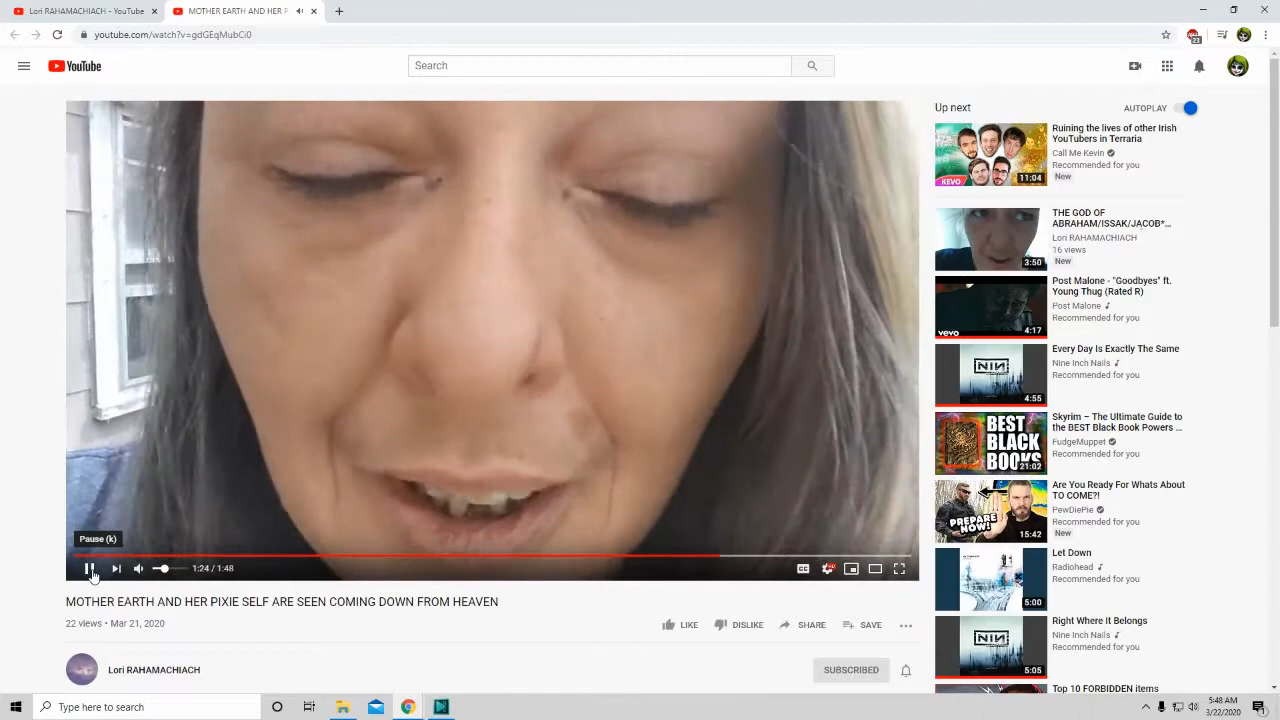 Lori RAHAMACHIACH - YouTube
MOTHER EARTH AND HER P
youtube.com/watch?v=gdGEqMubCi0
23
YouTube
Search
Pause (k)
1:24 / 1:48
CC
MOTHER EARTH AND HER PIXIE SELF ARE SEEN COMING DOWN FROM HEAVEN
22 views • Mar 21, 2020
LIKE
DISLIKE
SHARE
SAVE
Lori RAHAMACHIACH
SUBSCRIBED
Up next
AUTOPLAY
KEVO
11:04
Ruining the lives of other Irish
YouTubers in Terraria
Call Me Kevin
Recommended for you
New
3:50
THE GOD OF
ABRAHAM/ISSAK/JACOB*...
Lori RAHAMACHIACH
16 views
New
vevo
4:17
Post Malone - "Goodbyes" ft.
Young Thug (Rated R)
Post Malone
Recommended for you
NIN
4:55
Every Day Is Exactly The Same
Nine Inch Nails
Recommended for you
BEST
BLACK
BOOKS
21:02
Skyrim – The Ultimate Guide to
the BEST Black Book Powers ...
FudgeMuppet
Recommended for you
PREPARE
NOW!
15:42
Are You Ready For Whats About
TO COME?!
PewDiePie
Recommended for you
New
5:00
Let Down
Radiohead
Recommended for you
NIN
5:05
Right Where It Belongs
Nine Inch Nails
Recommended for you
Top 10 FORBIDDEN items
Type here to search
5:48 AM
3/22/2020
1